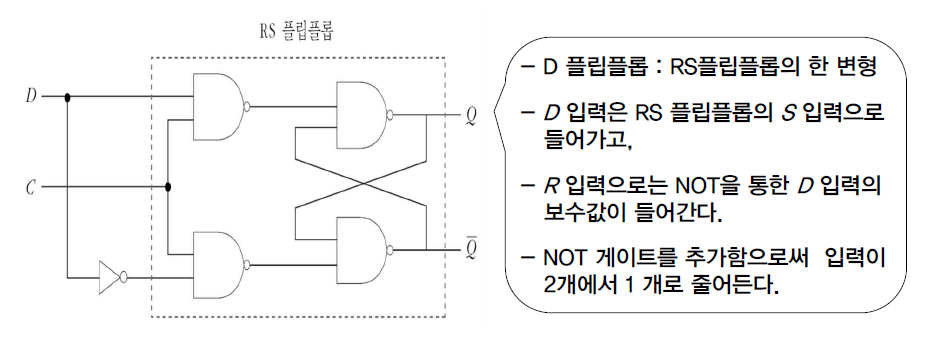 RS 플립플롭
D
C
Q
Q̅
– D 플립플롭 : RS플립플롭의 한 변형
– D 입력은 RS 플립플롭의 S 입력으로
들어가고,
– R 입력으로는 NOT을 통한 D 입력의
보수값이 들어간다.
– NOT 게이트를 추가함으로써 입력이
2개에서 1 개로 줄어든다.